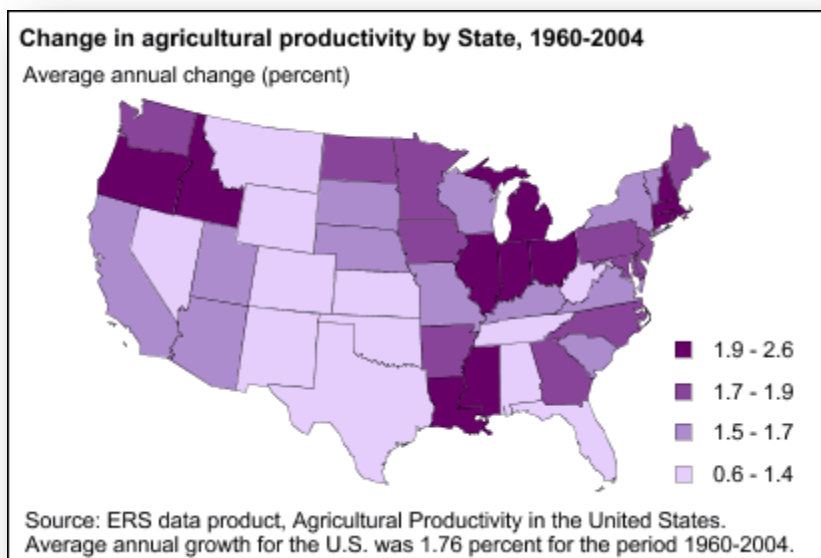 Change in agricultural productivity by State, 1960-2004
Average annual change (percent)
1.9 - 2.6
1.7 - 1.9
1.5 - 1.7
0.6 - 1.4
Source: ERS data product, Agricultural Productivity in the United States.
Average annual growth for the U.S. was 1.76 percent for the period 1960-2004.